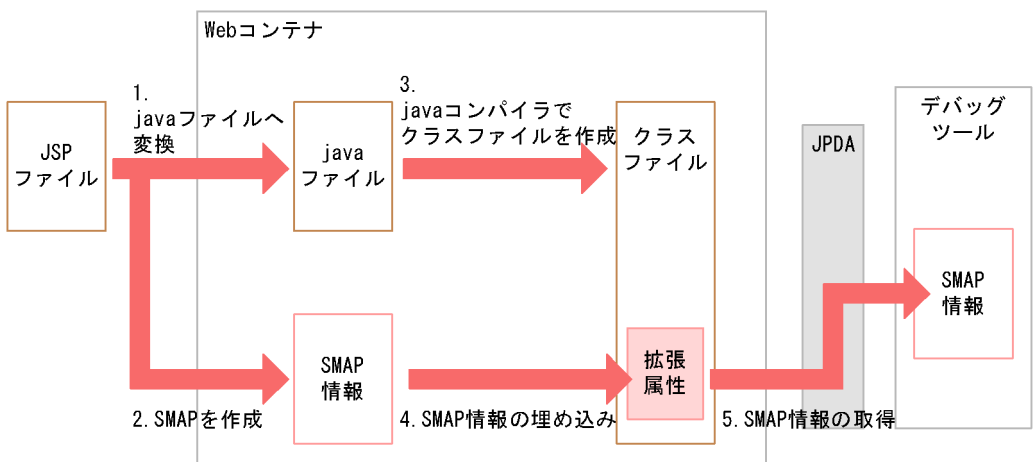 Webコンテナ
1.
javaファイルへ
変換
3.
javaコンパイラで
クラスファイルを作成
デバッグ
ツール
JSP
ファイル
java
ファイル
クラス
ファイル
JPDA
SMAP
情報
SMAP
情報
拡張
属性
2.SMAPを作成
4.SMAP情報の埋め込み
5.SMAP情報の取得